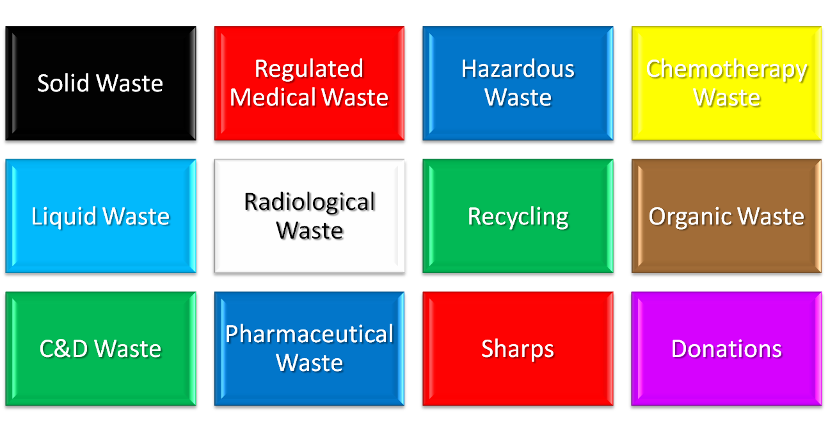 Solid Waste
Regulated
Medical Waste
Hazardous
Waste
Chemotherapy
Waste
Liquid Waste
Radiological
Waste
Recycling
Organic Waste
C&D Waste
Pharmaceutical
Waste
Sharps
Donations